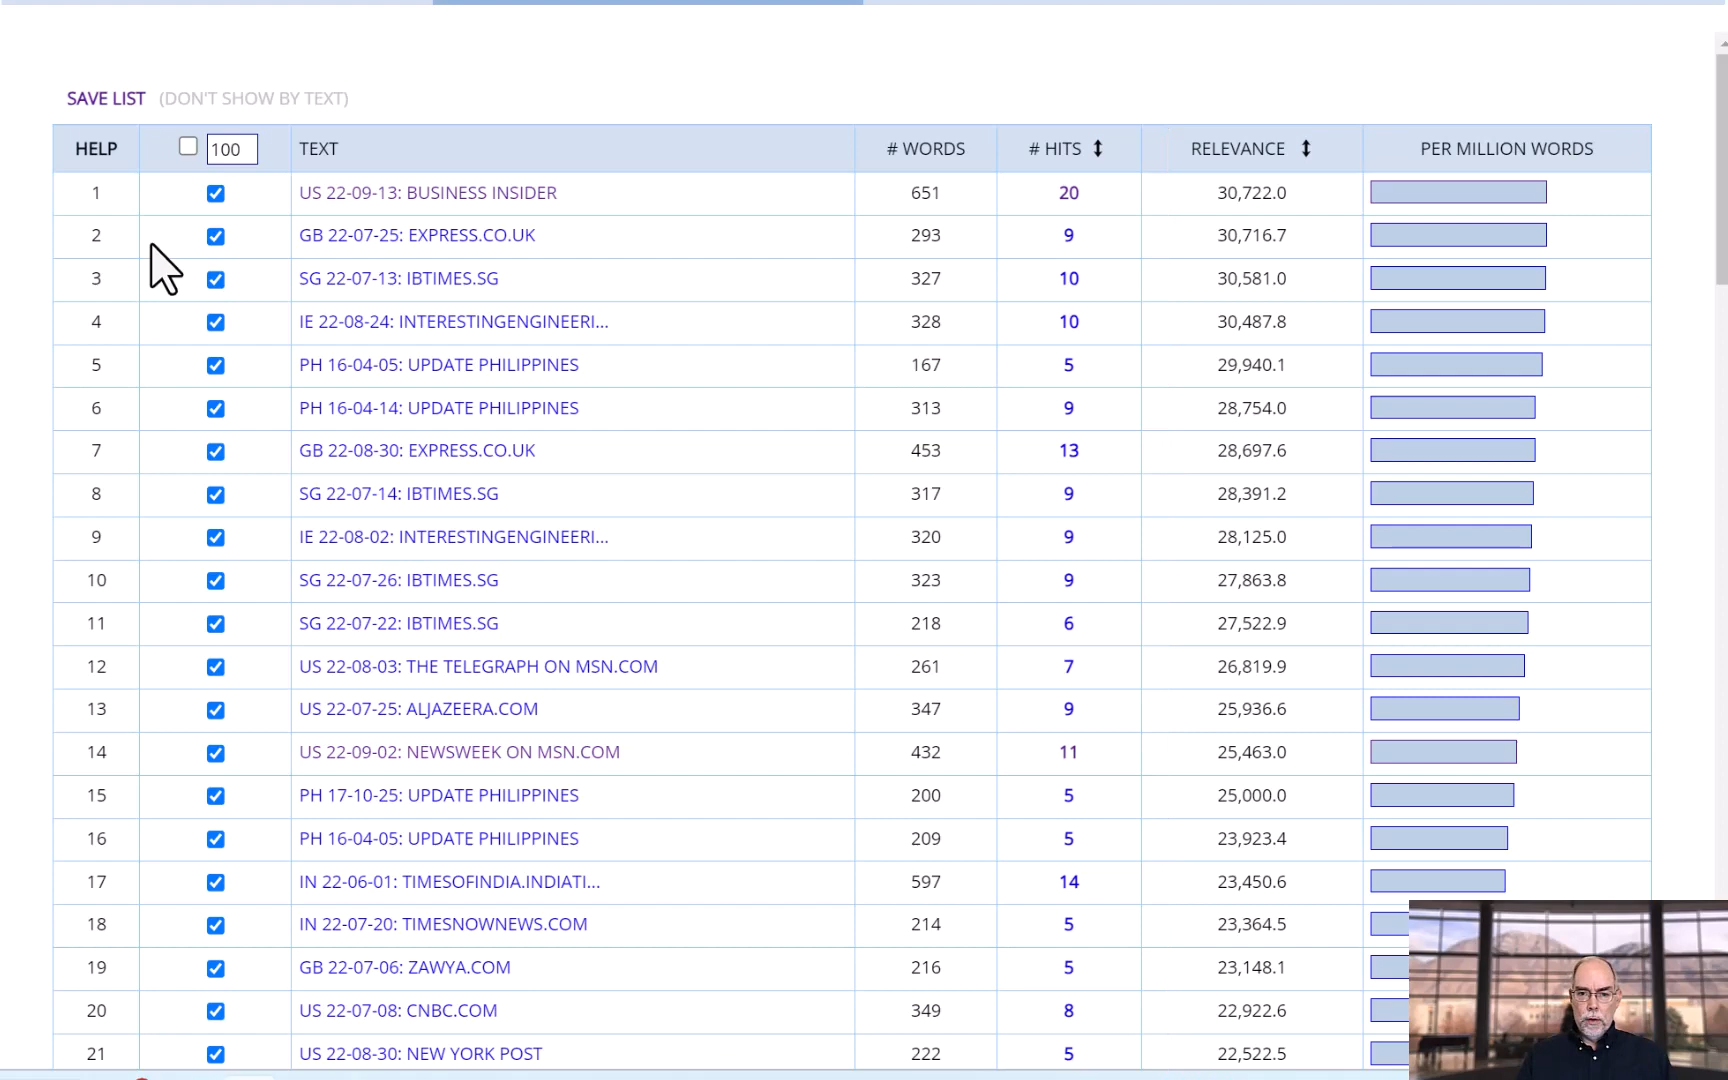 SAVE LIST (DON'T SHOW BY TEXT)
HELP 100 TEXT # WORDS # HITS RELEVANCE PER MILLION WORDS
1 US 22-09-13: BUSINESS INSIDER 651 20 30,722.0
2 GB 22-07-25: EXPRESS.CO.UK 293 9 30,716.7
3 SG 22-07-13: IBTIMES.SG 327 10 30,581.0
4 IE 22-08-24: INTERESTINGENGINEERI... 328 10 30,487.8
5 PH 16-04-05: UPDATE PHILIPPINES 167 5 29,940.1
6 PH 16-04-14: UPDATE PHILIPPINES 313 9 28,754.0
7 GB 22-08-30: EXPRESS.CO.UK 453 13 28,697.6
8 SG 22-07-14: IBTIMES.SG 317 9 28,391.2
9 IE 22-08-02: INTERESTINGENGINEERI... 320 9 28,125.0
10 SG 22-07-26: IBTIMES.SG 323 9 27,863.8
11 SG 22-07-22: IBTIMES.SG 218 6 27,522.9
12 US 22-08-03: THE TELEGRAPH ON MSN.COM 261 7 26,819.9
13 US 22-07-25: ALJAZEERA.COM 347 9 25,936.6
14 US 22-09-02: NEWSWEEK ON MSN.COM 432 11 25,463.0
15 PH 17-10-25: UPDATE PHILIPPINES 200 5 25,000.0
16 PH 16-04-05: UPDATE PHILIPPINES 209 5 23,923.4
17 IN 22-06-01: TIMESOFINDIA.INDIATI... 597 14 23,450.6
18 IN 22-07-20: TIMESNOWNEWS.COM 214 5 23,364.5
19 GB 22-07-06: ZAWYA.COM 216 5 23,148.1
20 US 22-07-08: CNBC.COM 349 8 22,922.6
21 US 22-08-30: NEW YORK POST 222 5 22,522.5